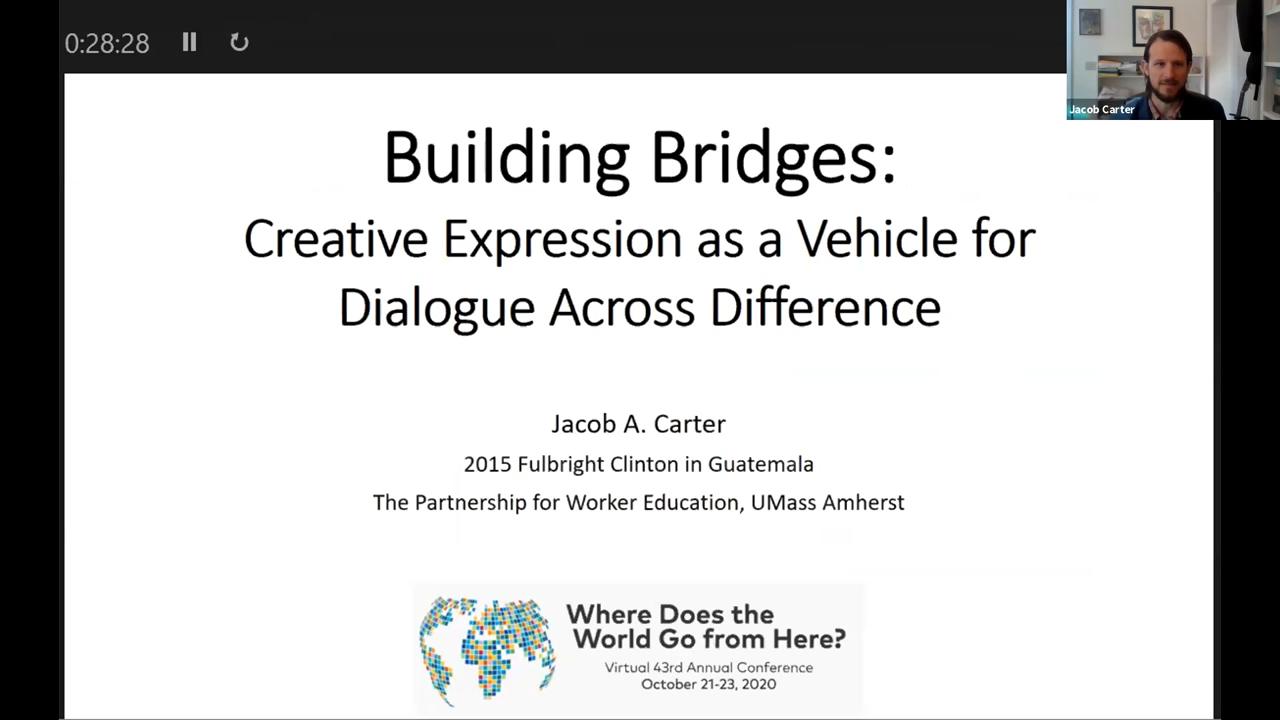 0:28:28
Jacob Carter
Building Bridges:
Creative Expression as a Vehicle for
Dialogue Across Difference
Jacob A. Carter
2015 Fulbright Clinton in Guatemala
The Partnership for Worker Education, UMass Amherst
Where Does the
World Go from Here?
Virtual 43rd Annual Conference
October 21-23, 2020